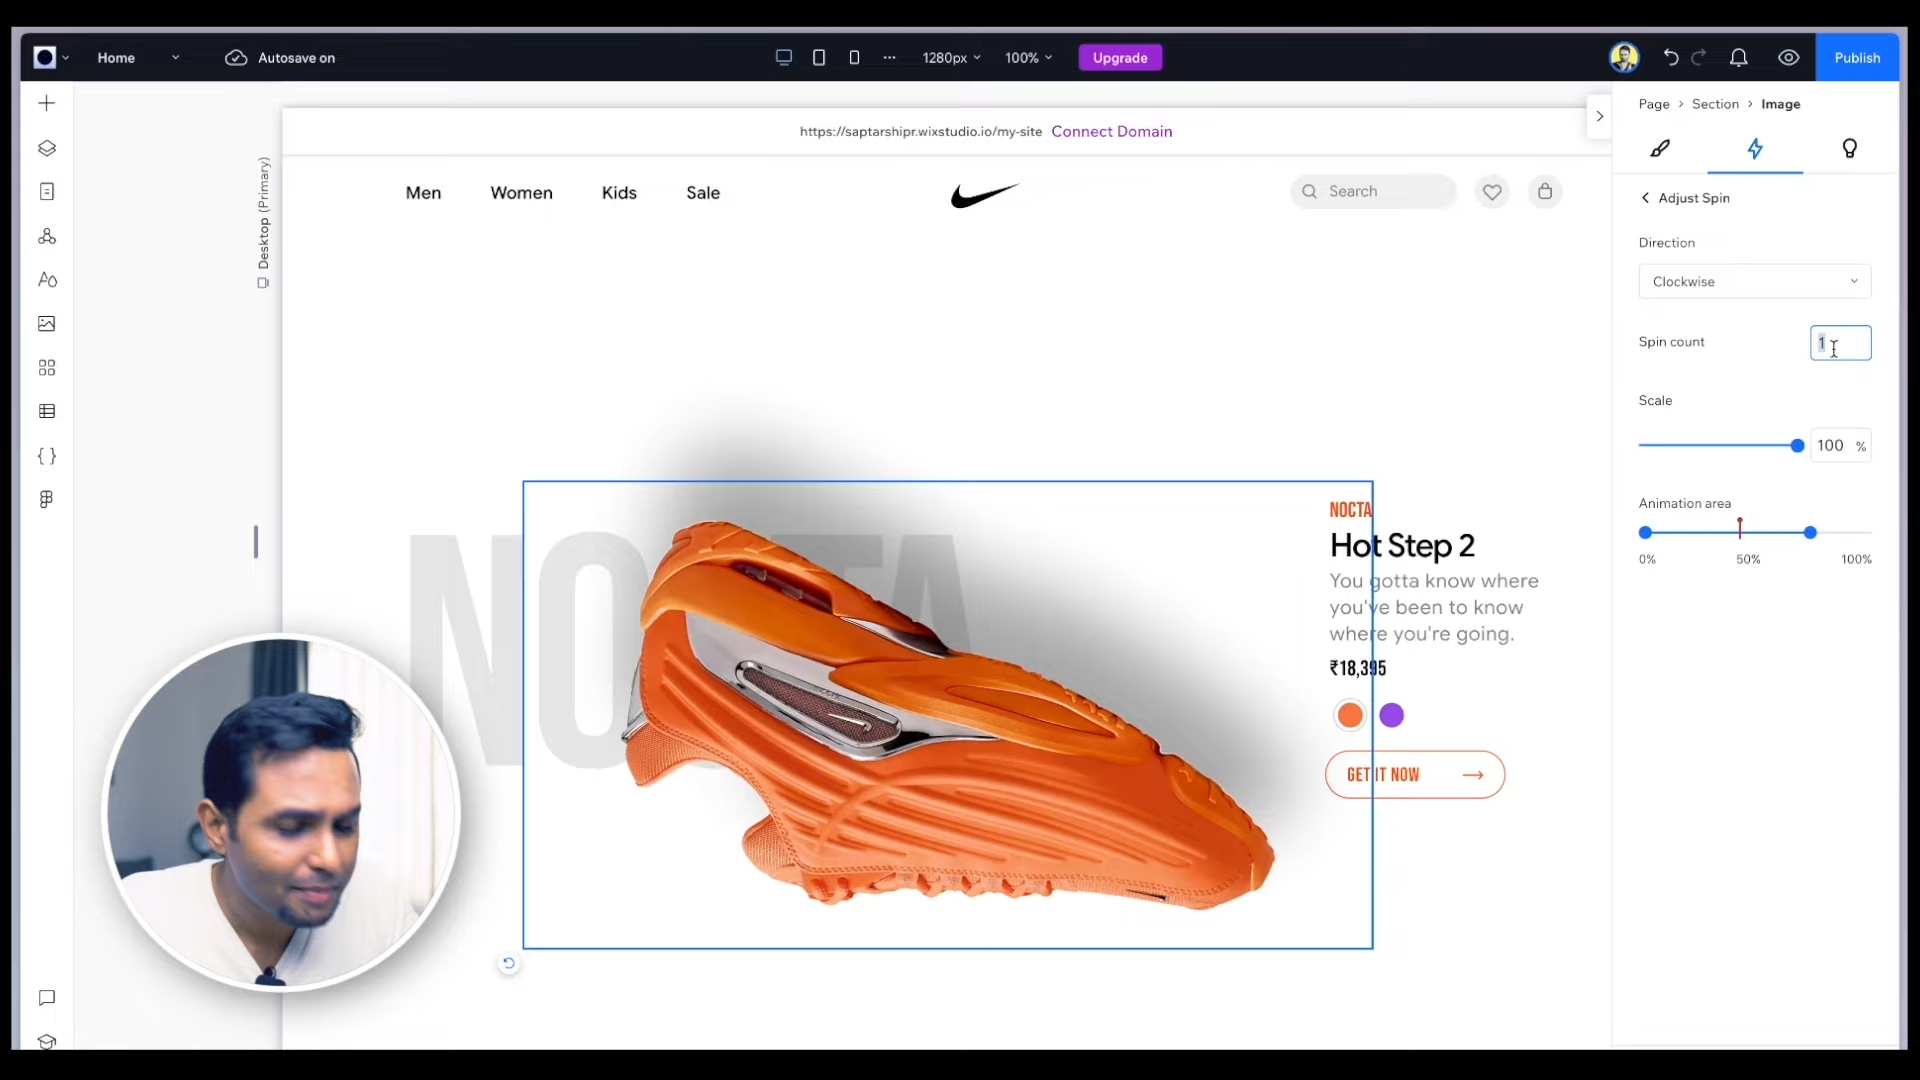 Home
Autosave on
1280px
100%
Upgrade
Publish
Page > Section > Image
https://saptarshipr.wixstudio.io/my-site Connect Domain
Desktop (Primary)
Men
Women
Kids
Sale
Search
Adjust Spin
Direction
Clockwise
Spin count
1
Scale
100 %
Animation area
0%
50%
100%
NOCTA
NOCTA
Hot Step 2
You gotta know where
you've been to know
where you're going.
₹18,395
GET IT NOW